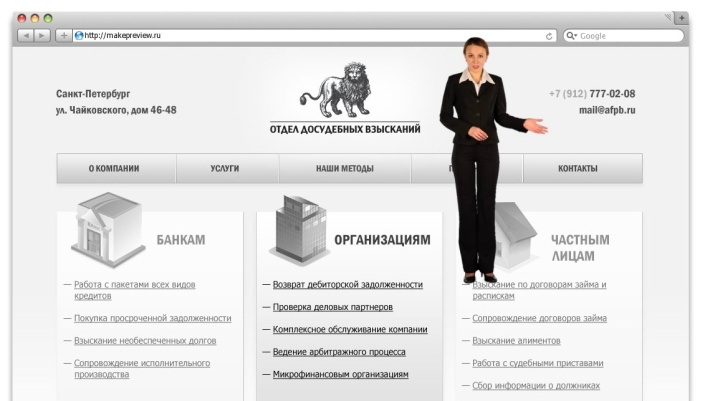 http://makepreview.ru
Google
Санкт-Петербург
ул. Чайковского, дом 46-48
ОТДЕЛ ДОСУДЕБНЫХ ВЗЫСКАНИЙ
+7 (912) 777-02-08
mail@afpb.ru
О КОМПАНИИ
УСЛУГИ
НАШИ МЕТОДЫ
КОНТАКТЫ
БАНКАМ
— Работа с пакетами всех видов
кредитов
— Покупка просроченной задолженности
— Взыскание необеспеченных долгов
— Сопровождение исполнительного
производства
ОРГАНИЗАЦИЯМ
— Возврат дебиторской задолженности
— Проверка деловых партнеров
— Комплексное обслуживание компании
— Ведение арбитражного процесса
— Микрофинансовым организациям
ЧАСТНЫМ
ЛИЦАМ
— Взыскание по договорам займа и
распискам
— Сопровождение договоров займа
— Взыскание алиментов
— Работа с судебными приставами
— Сбор информации о должниках